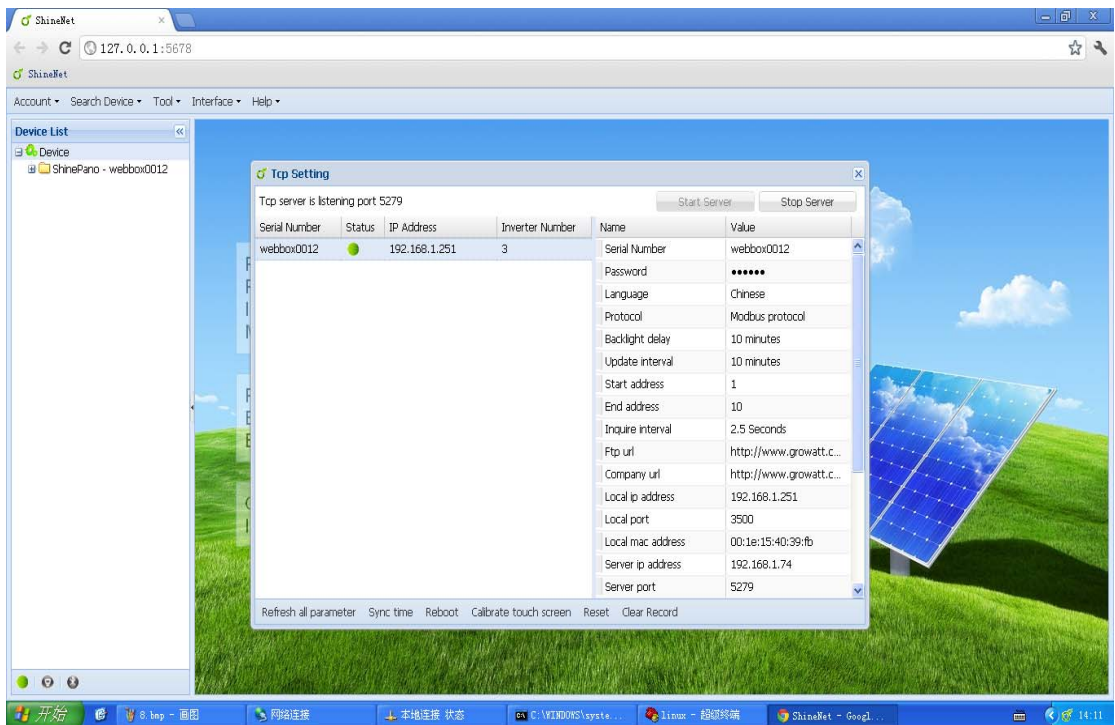 ShineNet
127.0.0.1:5678
ShineNet
Account Search Device Tool Interface Help
Device List
Device
ShinePano - webbox0012
Tcp Setting
Tcp server is listening port 5279 Start Server Stop Server
Serial Number Status IP Address Inverter Number Name Value
webbox0012 192.168.1.251 3 Serial Number webbox0012
Password ●●●●●●
Language Chinese
Protocol Modbus protocol
Backlight delay 10 minutes
Update interval 10 minutes
Start address 1
End address 10
Inquire interval 2.5 Seconds
Ftp url http://www.growatt.c...
Company url http://www.growatt.c...
Local ip address 192.168.1.251
Local port 3500
Local mac address 00:1e:15:40:39:fb
Server ip address 192.168.1.74
Server port 5279
Refresh all parameter Sync time Reboot Calibrate touch screen Reset Clear Record
开始 8.bmp - 画图 网络连接 本地连接 状态 C:\WINDOWS\syste... linux - 超级终端 ShineNet - Googl... 14:11